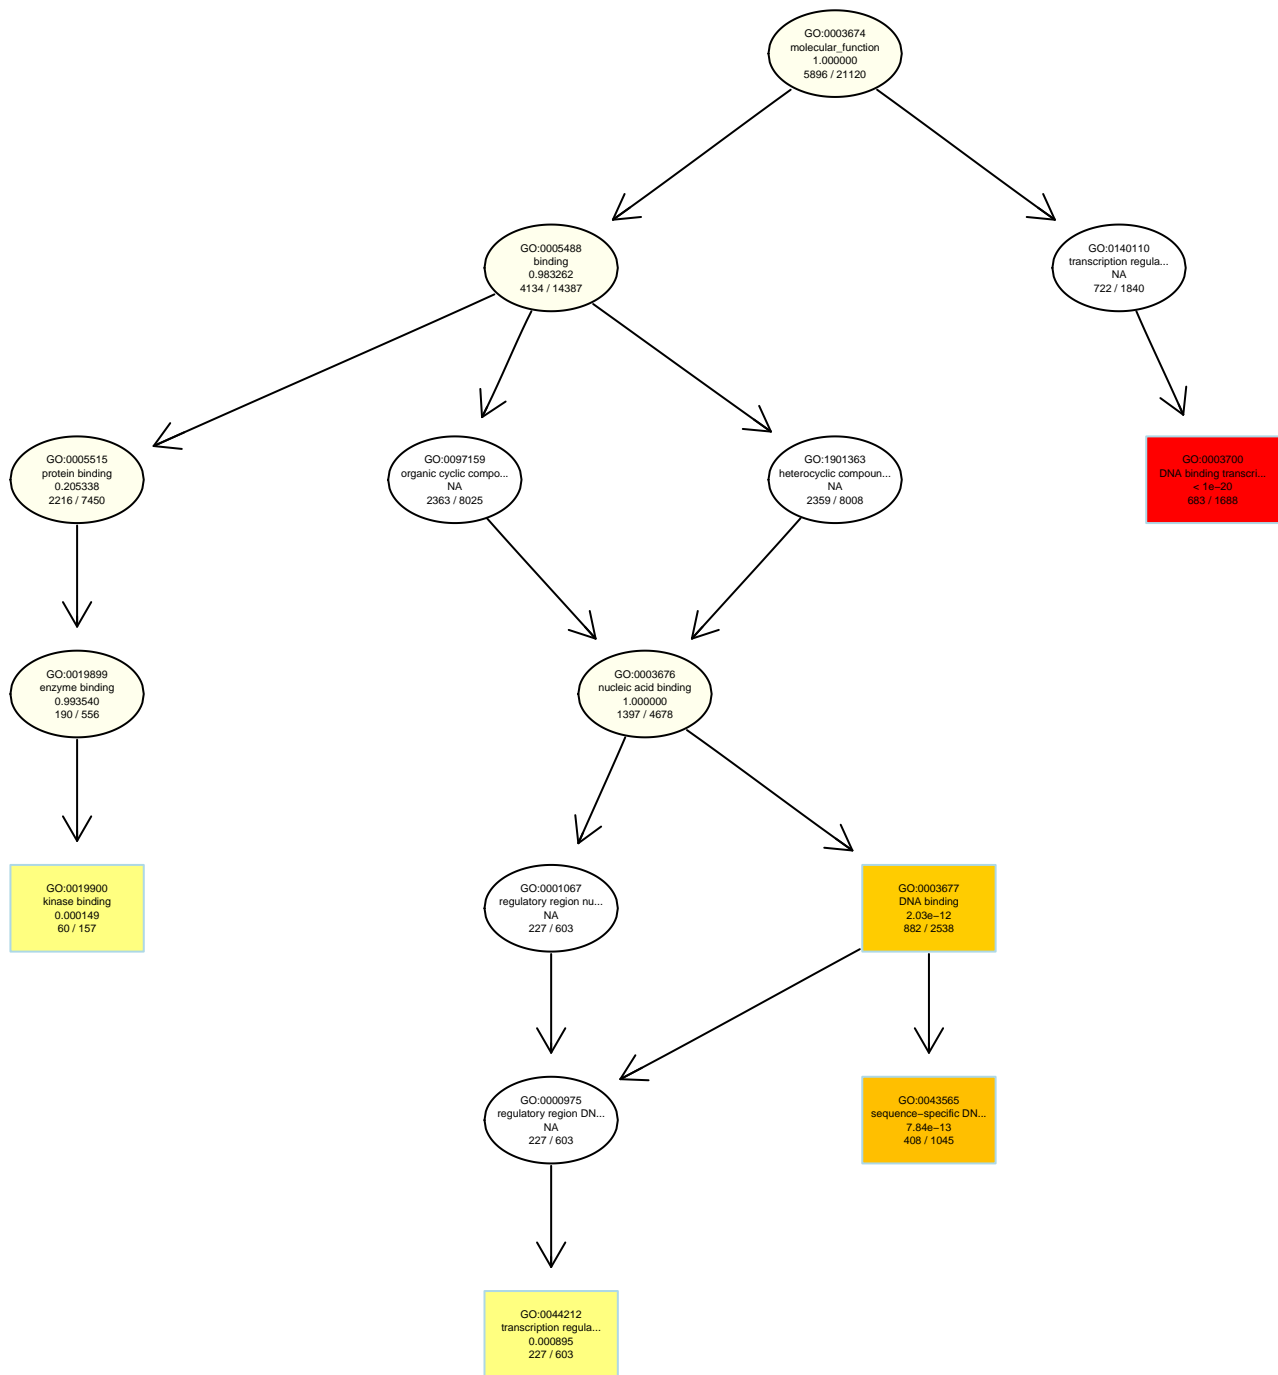 GO:0003674
molecular_function
1.000000
5896 / 21120
GO:0005488
binding
0.983262
4134 / 14387
GO:0140110
transcription regula...
NA
722 / 1840
GO:0005515
protein binding
0.205338
2216 / 7450
GO:0097159
organic cyclic compo...
NA
2363 / 8025
GO:1901363
heterocyclic compoun...
NA
2359 / 8008
GO:0003700
DNA binding transcri...
< 1e−20
683 / 1688
GO:0019899
enzyme binding
0.993540
190 / 556
GO:0003676
nucleic acid binding
1.000000
1397 / 4678
GO:0019900
kinase binding
0.000149
60 / 157
GO:0001067
regulatory region nu...
NA
227 / 603
GO:0003677
DNA binding
2.03e−12
882 / 2538
GO:0000975
regulatory region DN...
NA
227 / 603
GO:0043565
sequence−specific DN...
7.84e−13
408 / 1045
GO:0044212
transcription regula...
0.000895
227 / 603